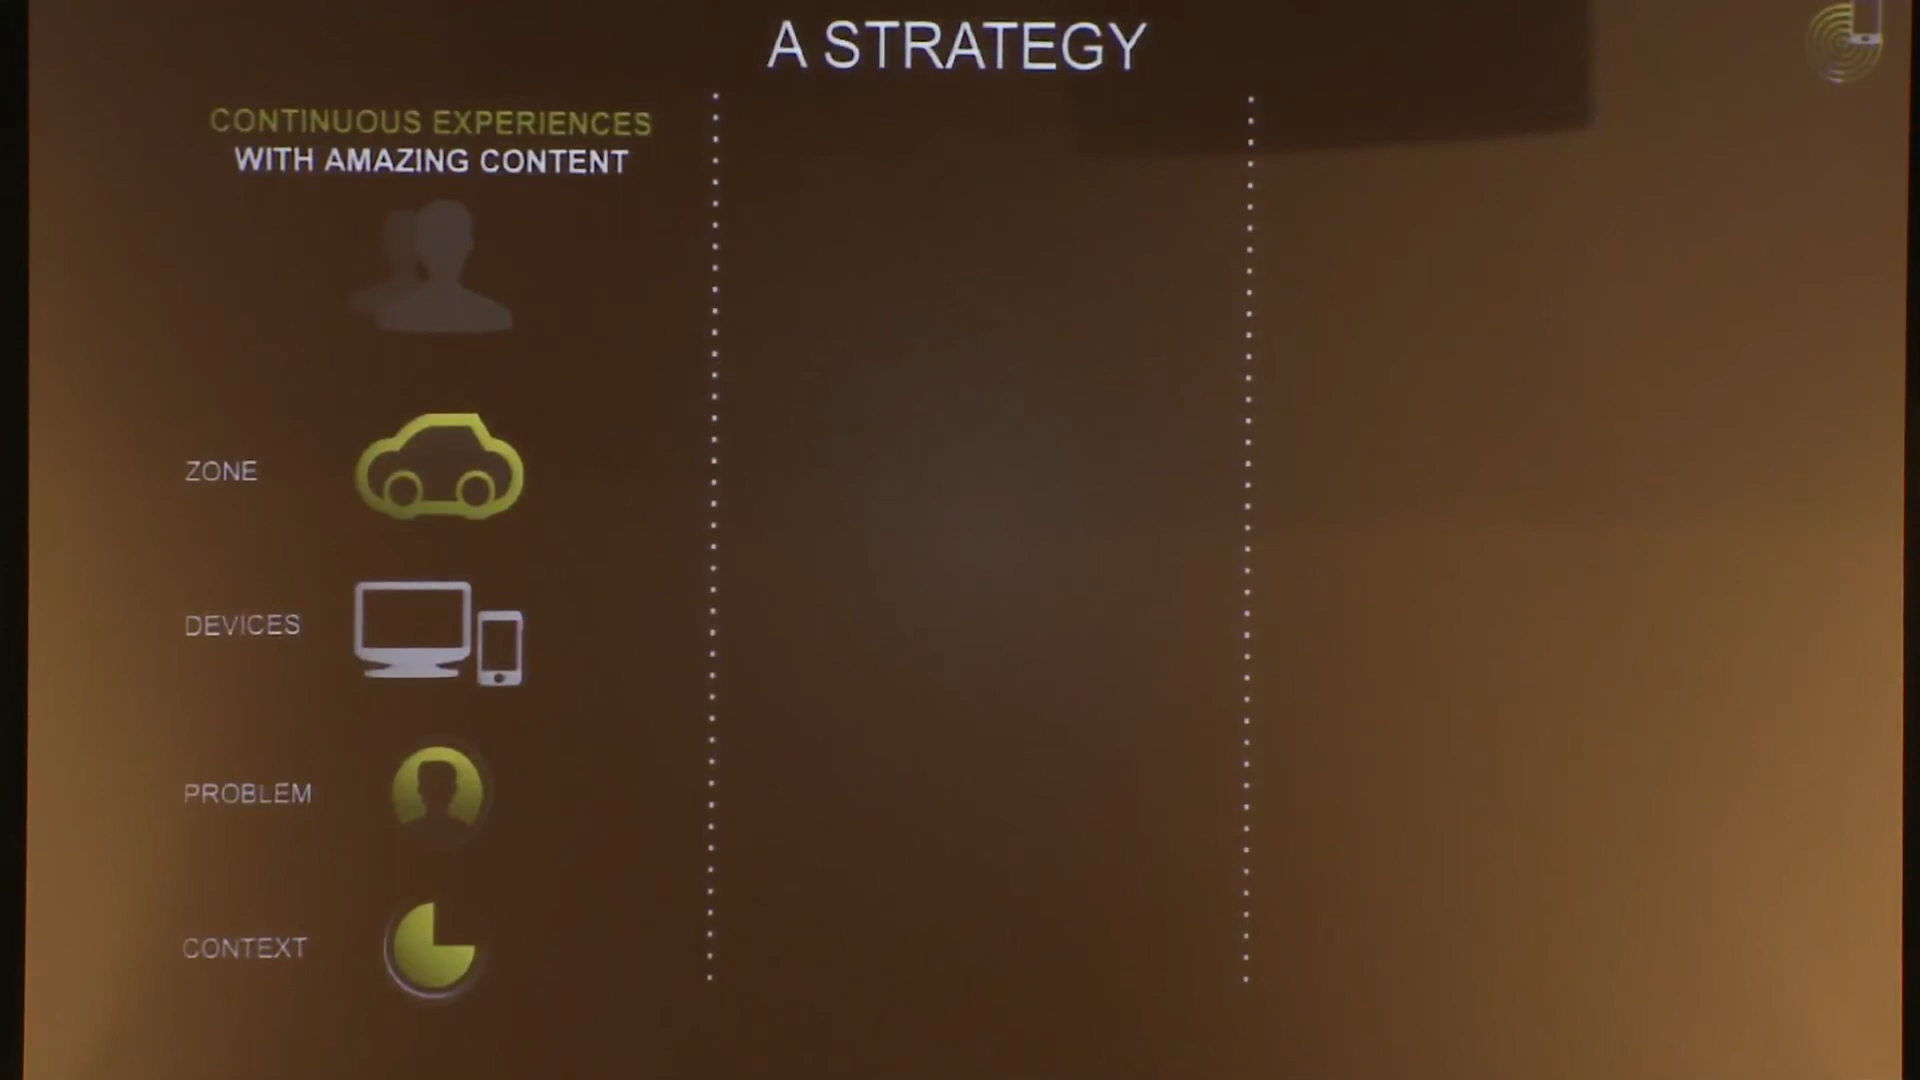 A STRATEGY
CONTINUOUS EXPERIENCES
WITH AMAZING CONTENT
ZONE
DEVICES
PROBLEM
CONTEXT